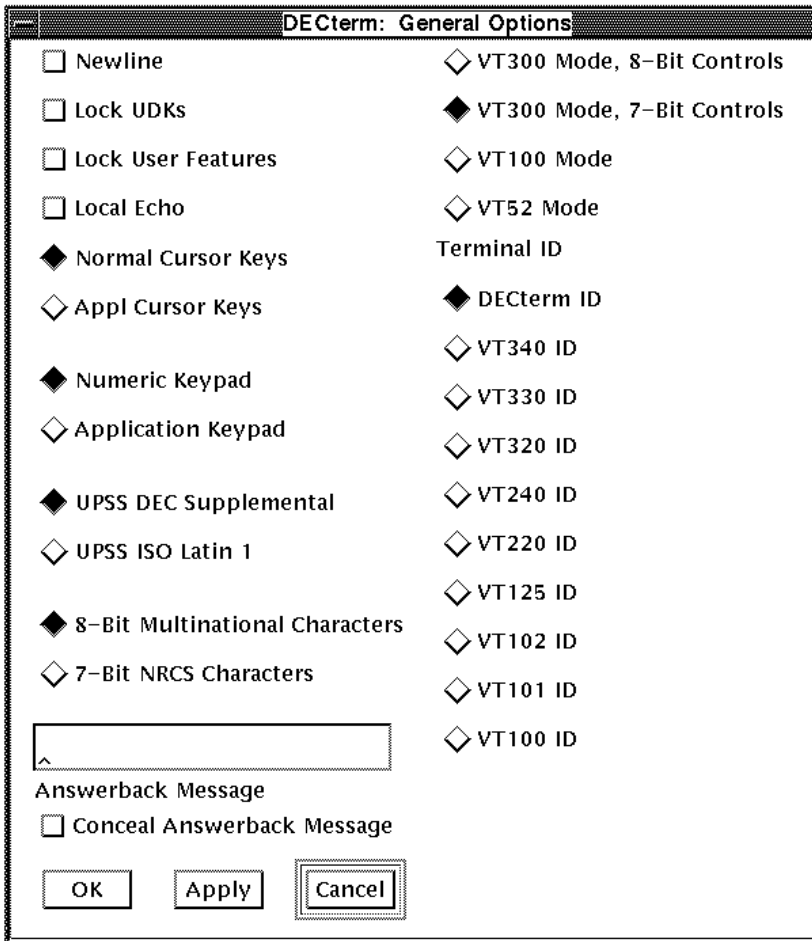 DECterm: General Options
Newline
Lock UDKs
Lock User Features
Local Echo
Normal Cursor Keys
Appl Cursor Keys
Numeric Keypad
Application Keypad
UPSS DEC Supplemental
UPSS ISO Latin 1
8-Bit Multinational Characters
7-Bit NRCS Characters
^
Answerback Message
Conceal Answerback Message
OK Apply Cancel
VT300 Mode, 8-Bit Controls
VT300 Mode, 7-Bit Controls
VT100 Mode
VT52 Mode
Terminal ID
DECterm ID
VT340 ID
VT330 ID
VT320 ID
VT240 ID
VT220 ID
VT125 ID
VT102 ID
VT101 ID
VT100 ID